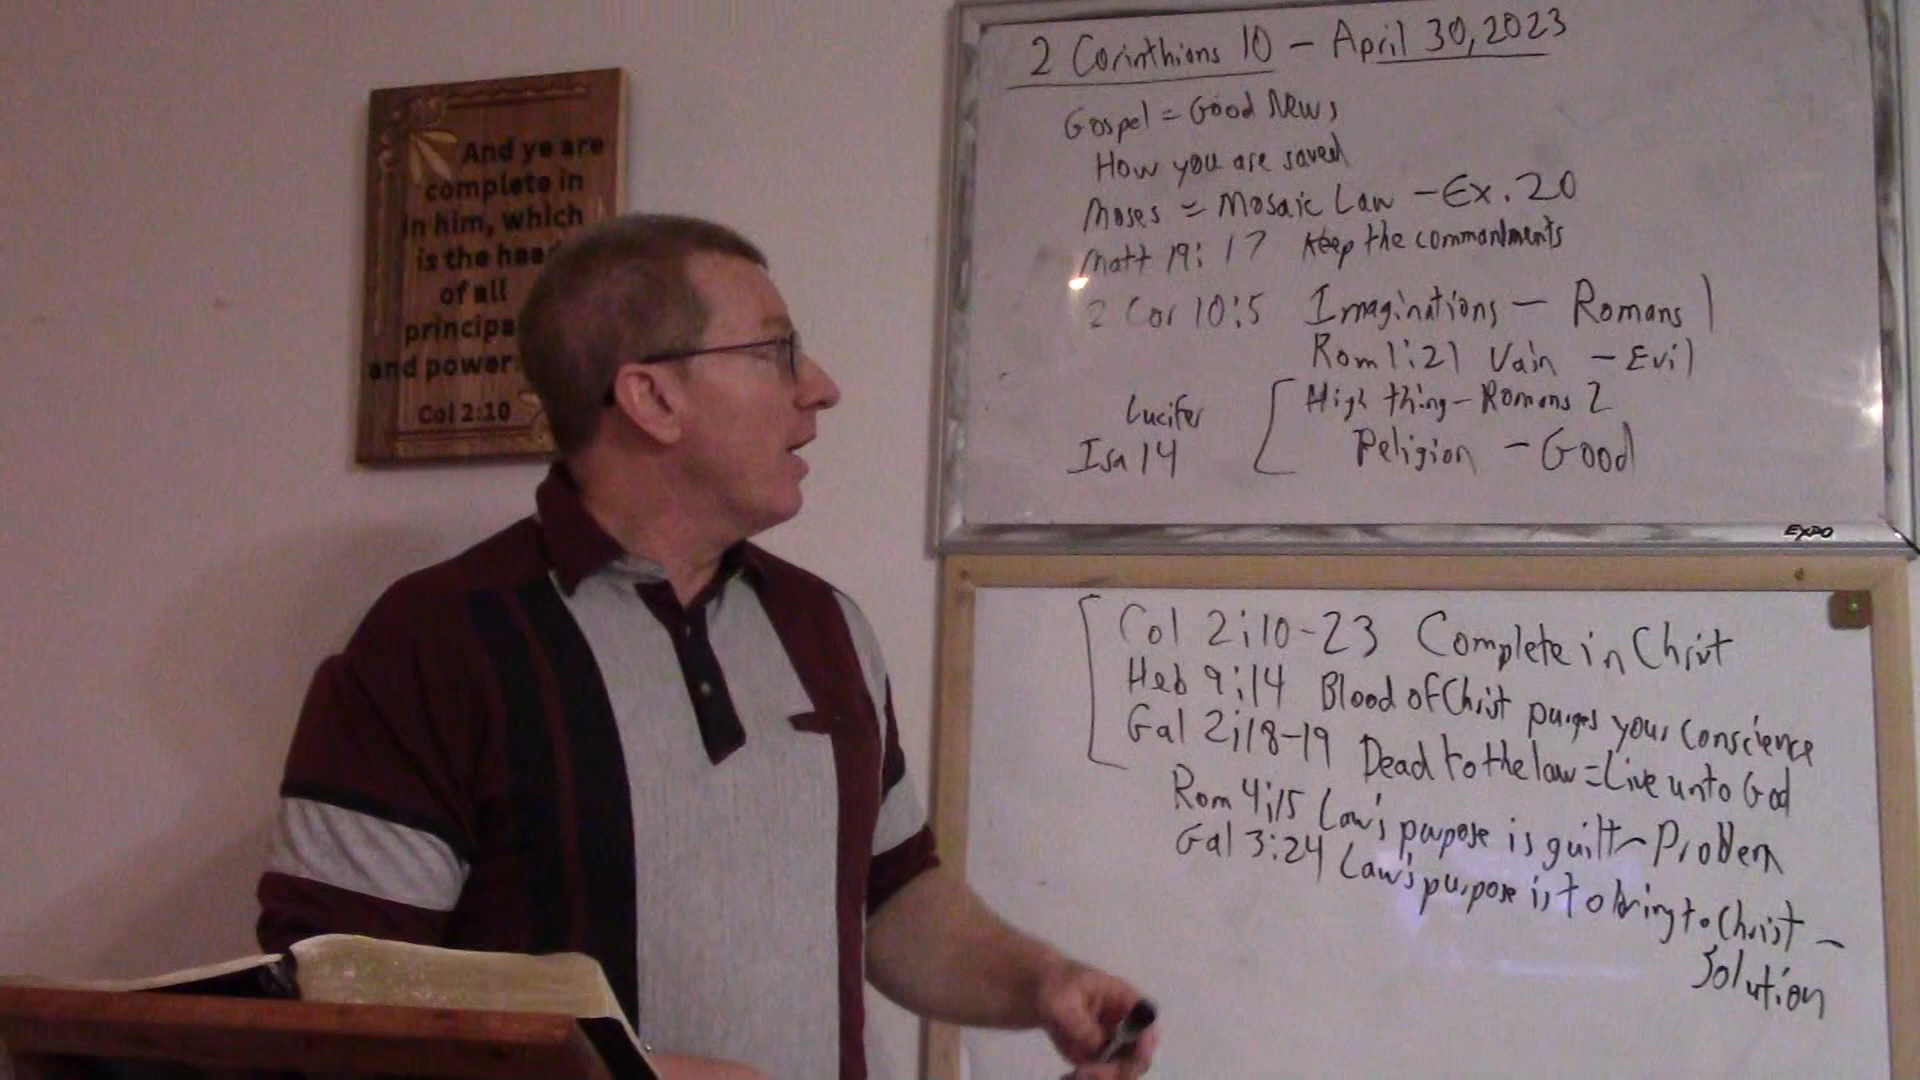 And ye are
complete in
in him, which
is the head
of all
principa
and power:
Col 2:10
2 Corinthians 10 - April 30, 2023
Gospel = Good News
How you are saved
Moses = Mosaic Law - Ex. 20
Matt 19:17 Keep the commandments
2 Cor 10:5 Imaginations - Romans 1
Rom 1:21 Vain - Evil
Lucifer [ High thing - Romans 2
Isa 14 Religion - Good
EXPO
[ Col 2:10-23 Complete in Christ
Heb 9:14 Blood of Christ purges your conscience
Gal 2:18-19 Dead to the law = Live unto God
Rom 4:15 Law's purpose is guilt - Problem
Gal 3:24 Law's purpose is to bring to Christ -
Solution